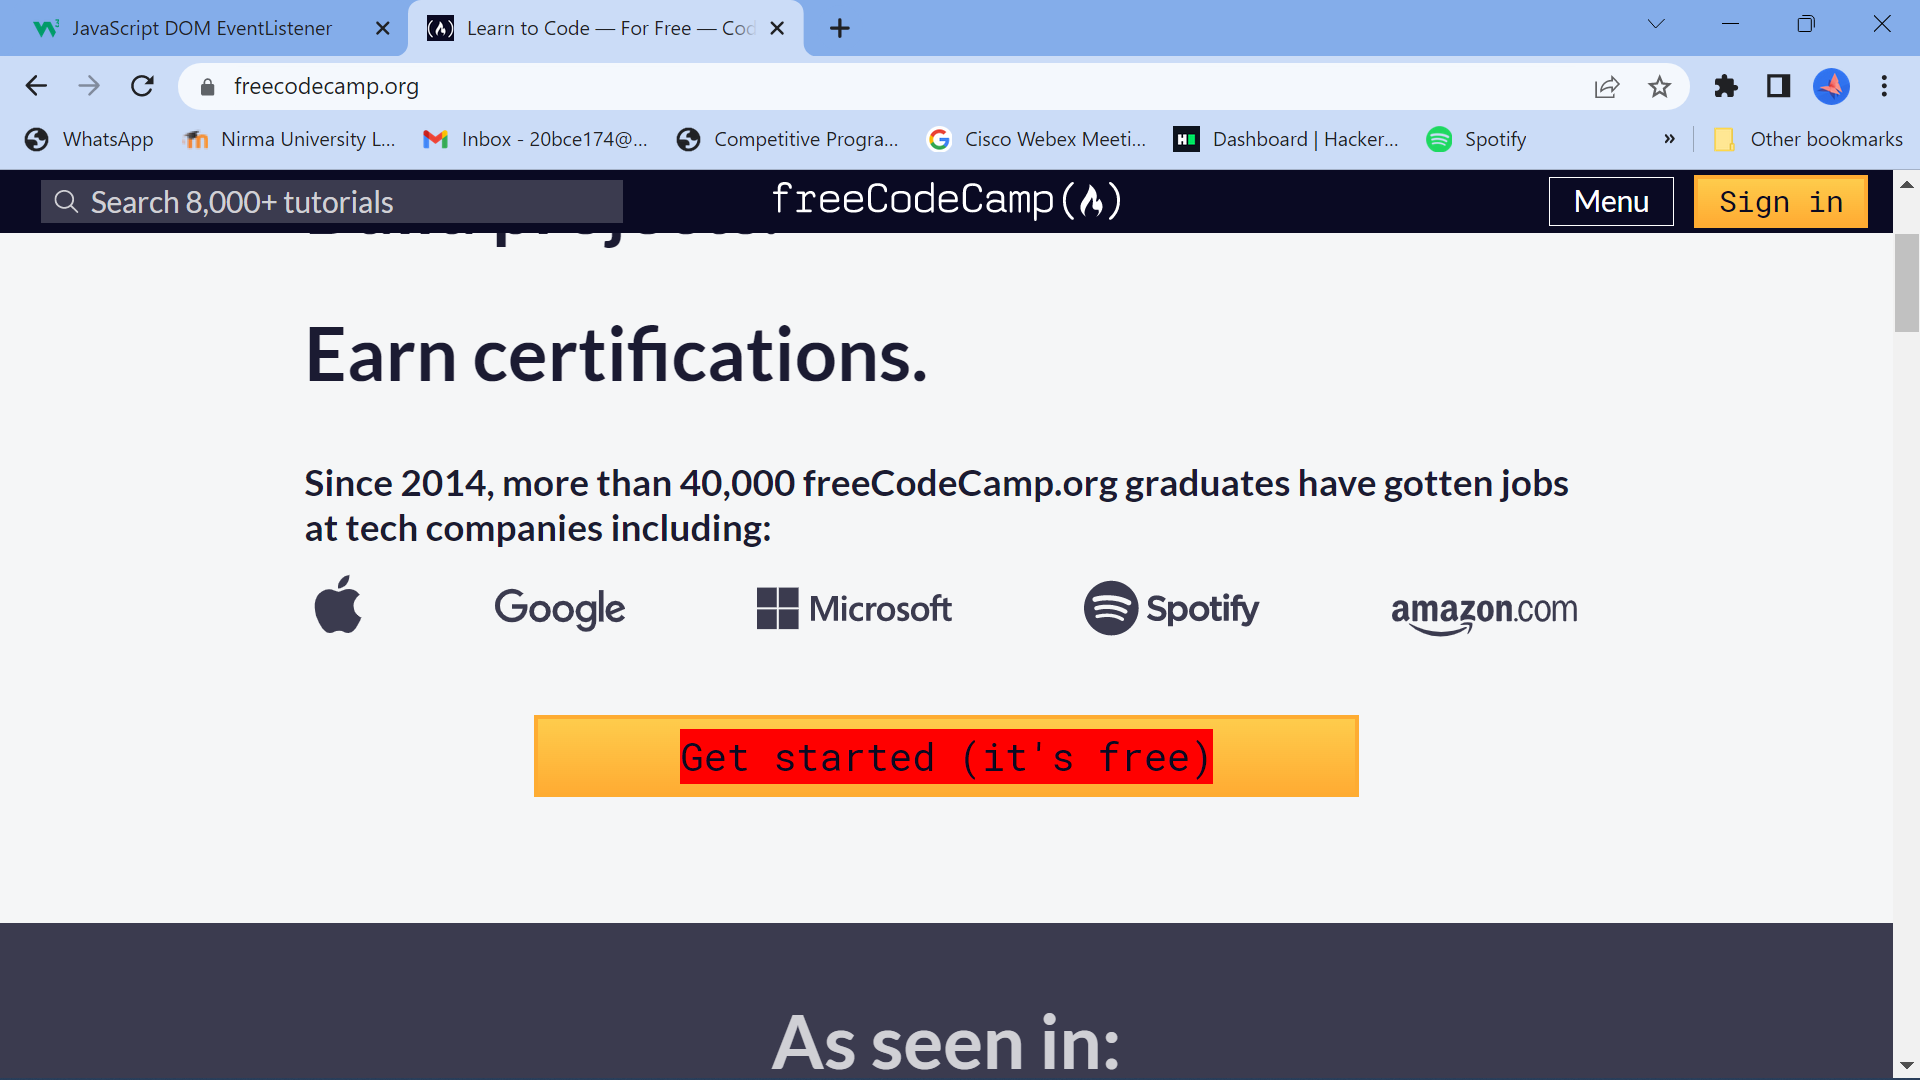 JavaScript DOM EventListener
Learn to Code — For Free — Cod
freecodecamp.org
WhatsApp
Nirma University L...
Inbox - 20bce174@...
Competitive Progra...
Cisco Webex Meeti...
Dashboard | Hacker...
Spotify
»
Other bookmarks
Search 8,000+ tutorials
freeCodeCamp(🔥)
Menu
Sign in
Build projects.
Earn certifications.
Since 2014, more than 40,000 freeCodeCamp.org graduates have gotten jobs
at tech companies including:
Google
Microsoft
Spotify
amazon.com
Get started (it's free)
As seen in: